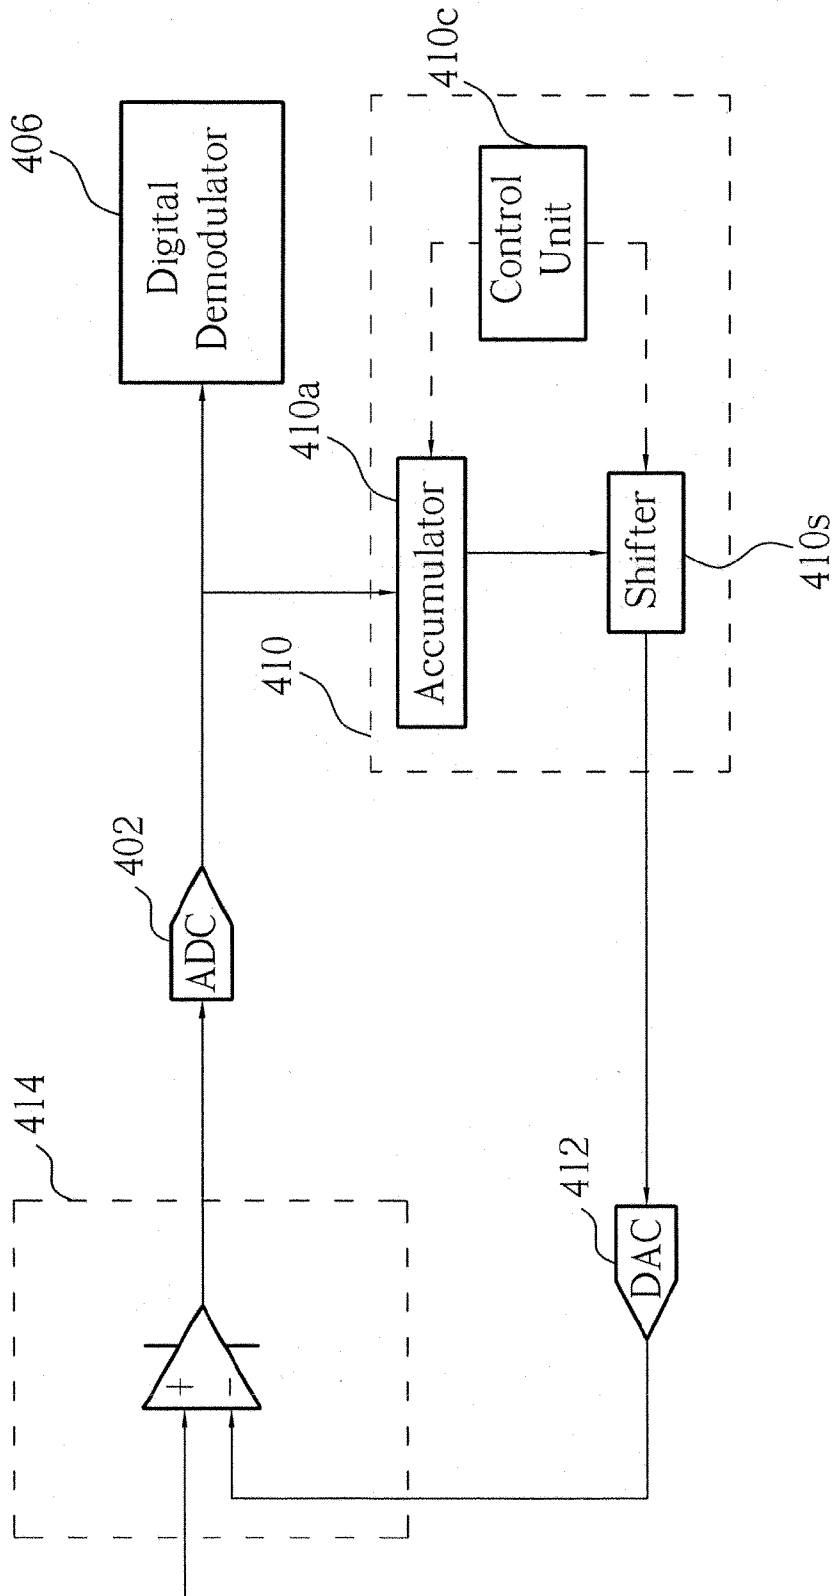 414
+
−
402
ADC
406
Digital
Demodulator
410
410a
Accumulator
410c
Control
Unit
Shifter
410s
412
DAC